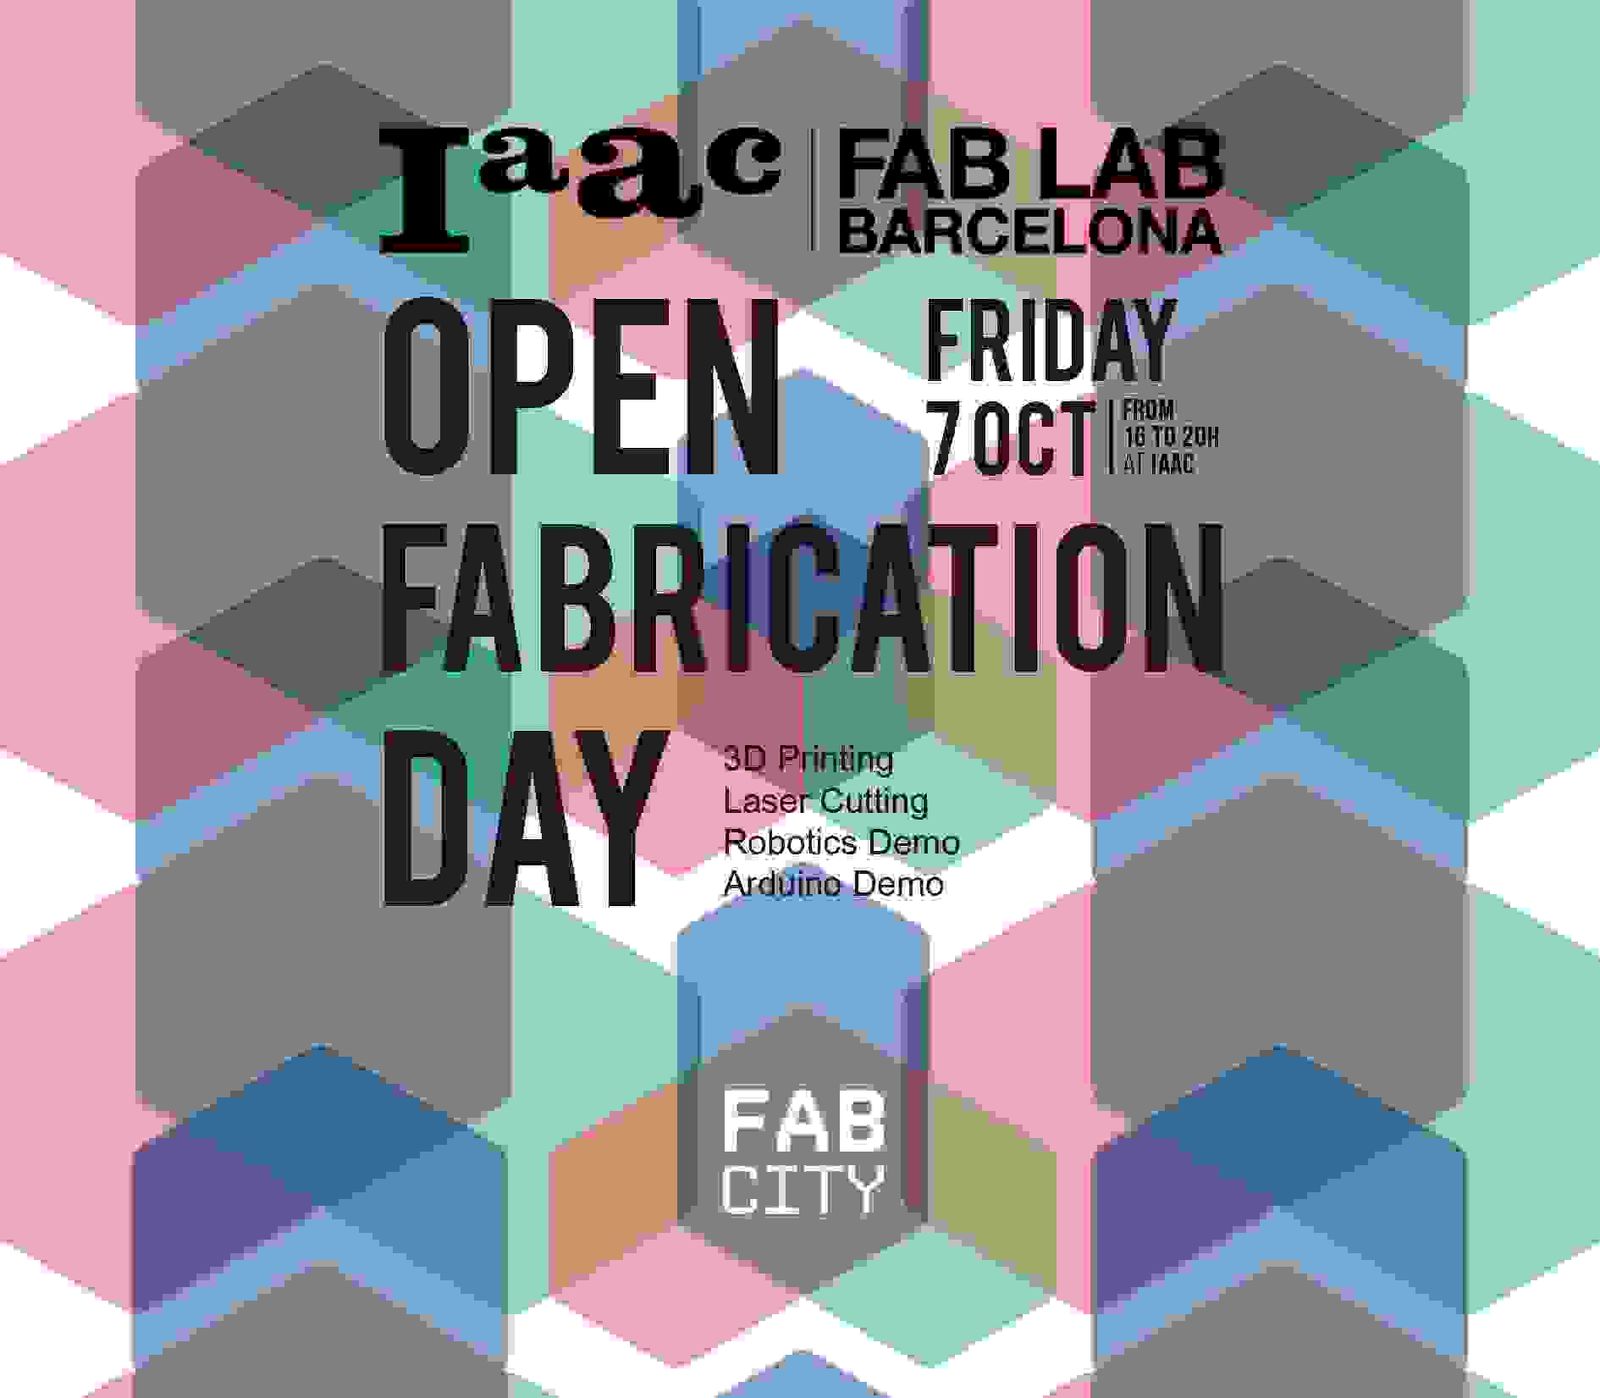 Iaac
FAB LAB
BARCELONA
OPEN
FRIDAY
7 OCT
FROM
16 TO 20H
AT IAAC
FABRICATION
DAY
3D Printing
Laser Cutting
Robotics Demo
Arduino Demo
FAB
CITY